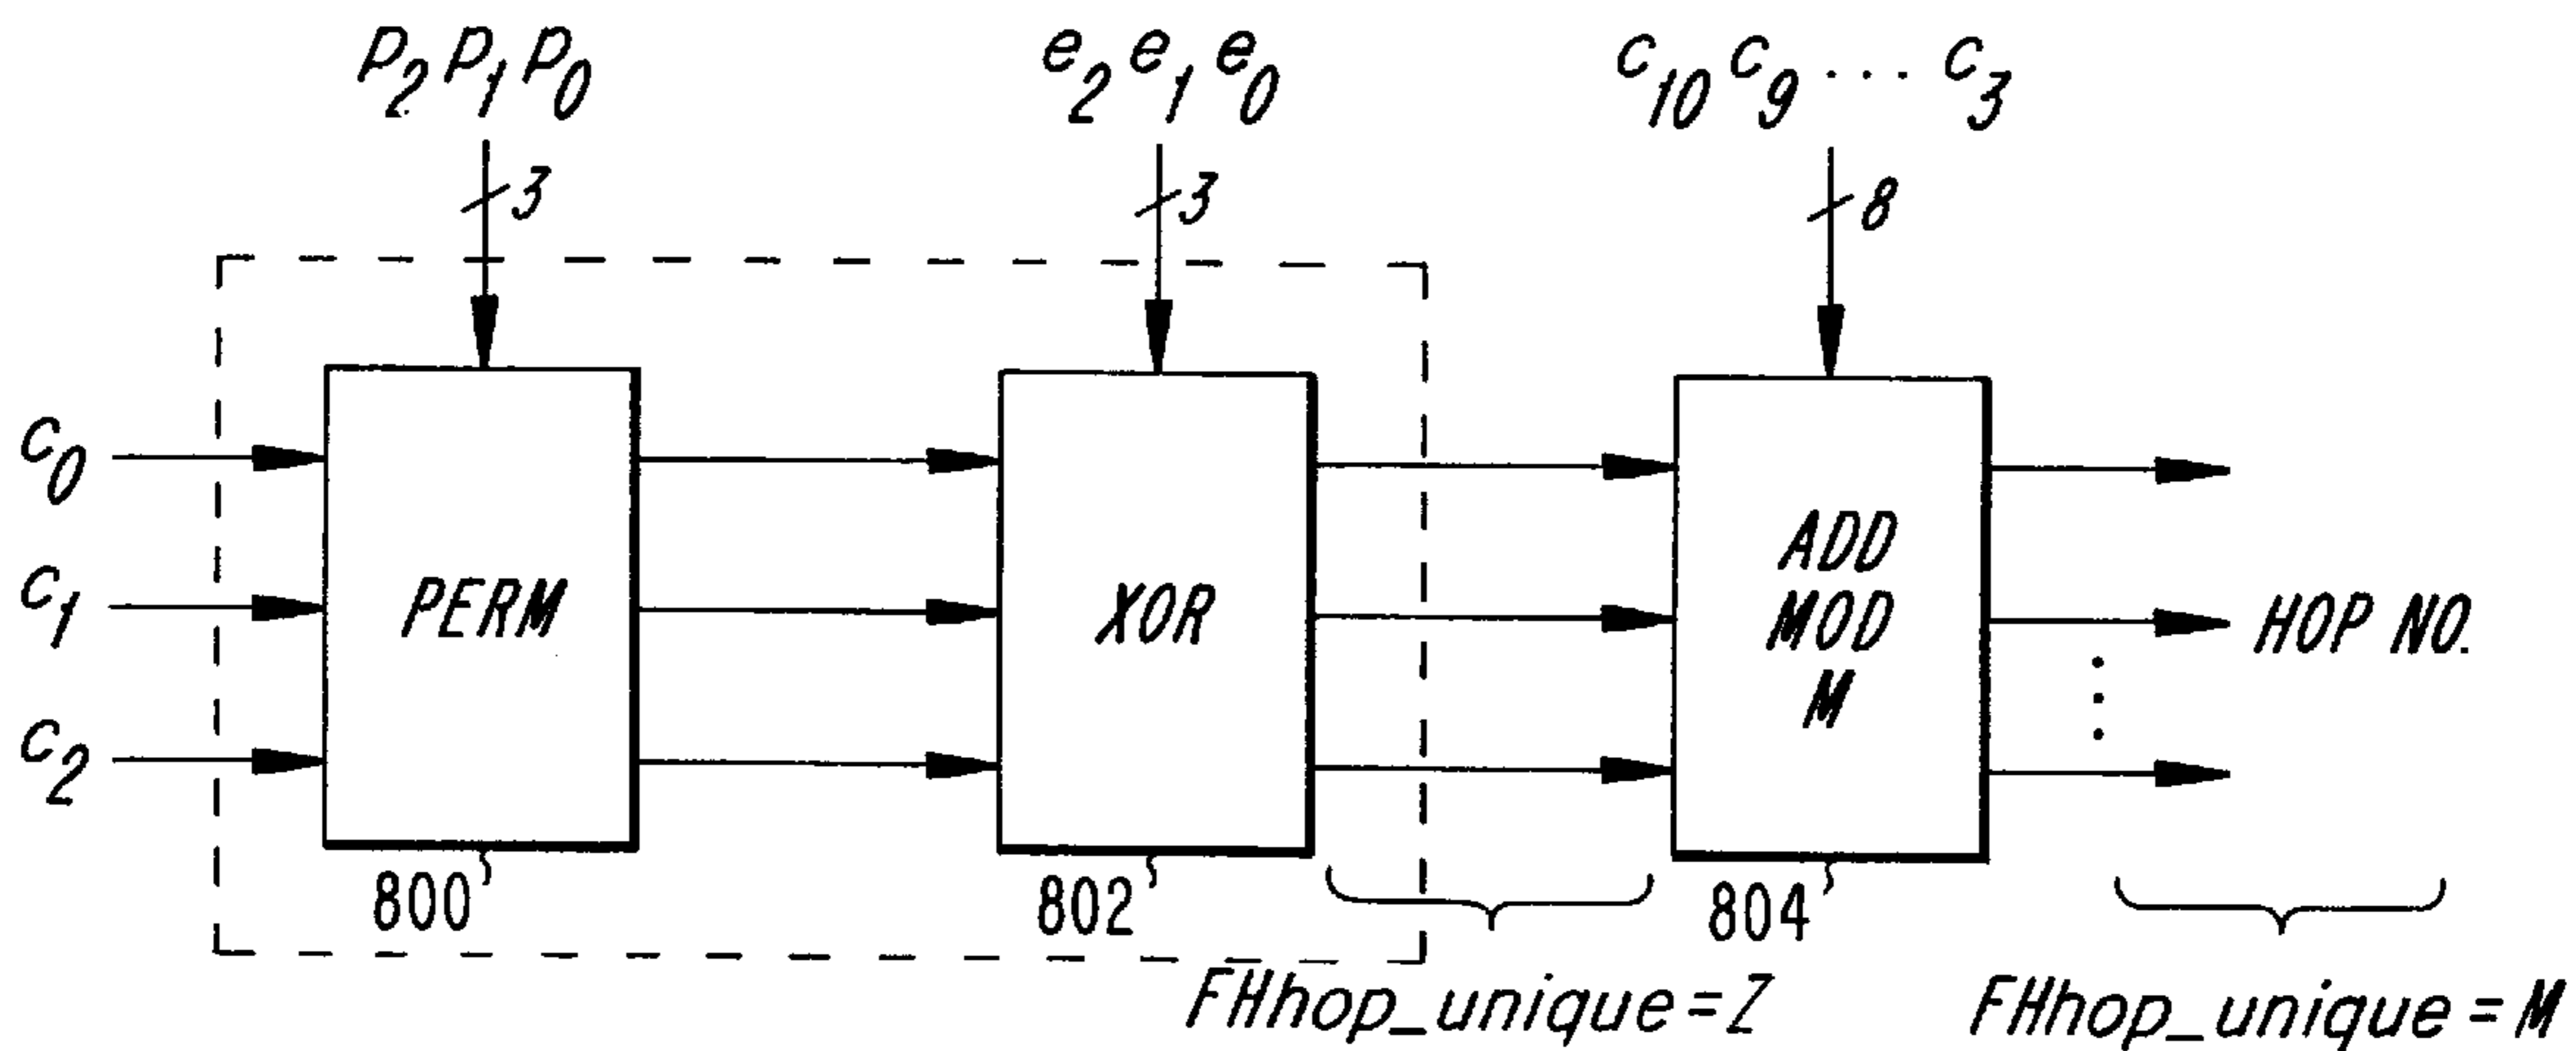 p2 p1 p0
e2 e1 e0
c10 c9 ... c3
3
3
8
c0
c1
c2
PERM
XOR
ADD
MOD
M
HOP NO.
800
802
804
FHhop_unique = Z
FHhop_unique = M